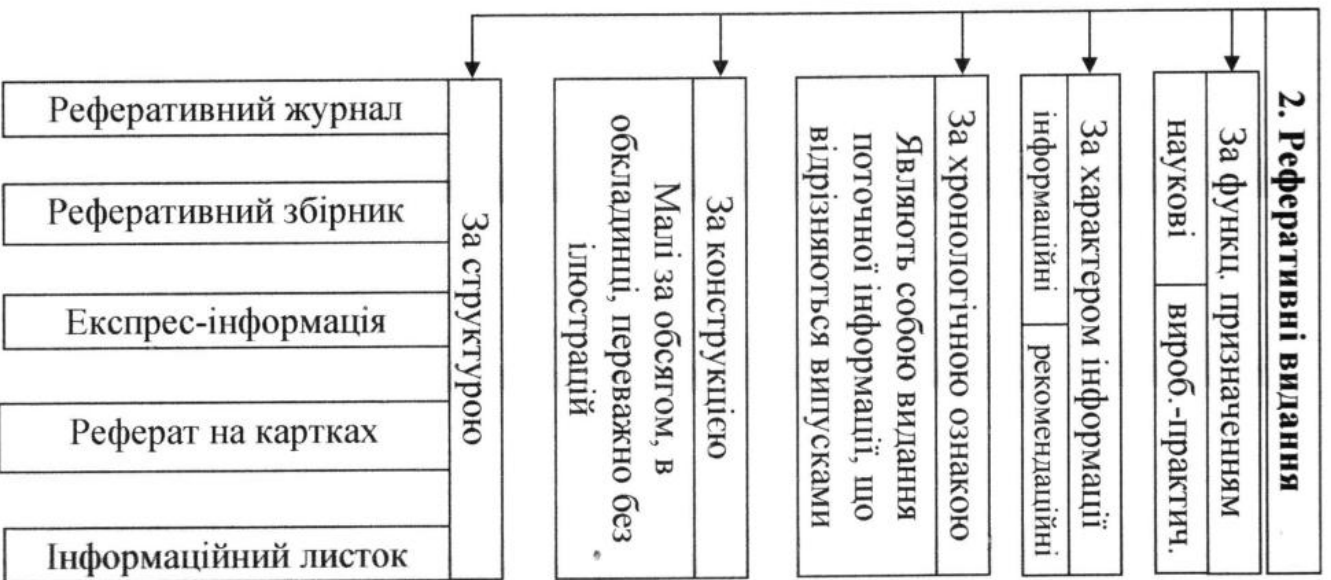 2. Реферативні видання
За функц. призначенням
наукові
вироб.-практич.
За характером інформації
інформаційні
рекомендаційні
За хронологічною ознакою
Являють собою видання
поточної інформації, що
відрізняються випусками
За конструкцією
Малі за обсягом, в
обкладинці, переважно без
ілюстрацій
За структурою
Реферативний журнал
Реферативний збірник
Експрес-інформація
Реферат на картках
Інформаційний листок